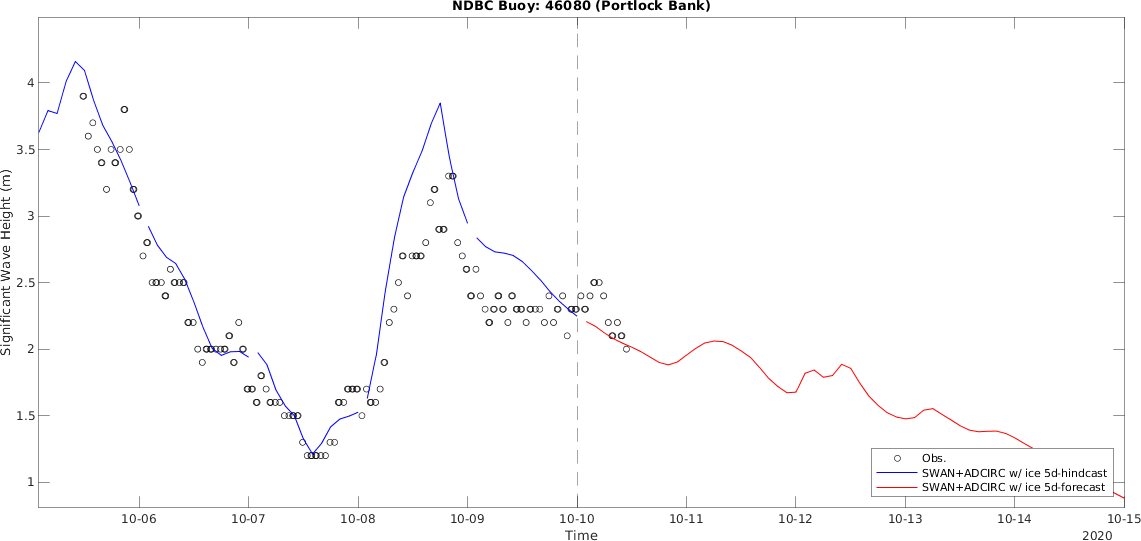 NDBC Buoy: 46080 (Portlock Bank)
Significant Wave Height (m)
4
3.5
3
2.5
2
1.5
1
Obs.
SWAN+ADCIRC w/ ice 5d-hindcast
SWAN+ADCIRC w/ ice 5d-forecast
10-06 10-07 10-08 10-09 10-10 10-11 10-12 10-13 10-14 10-15
Time
2020